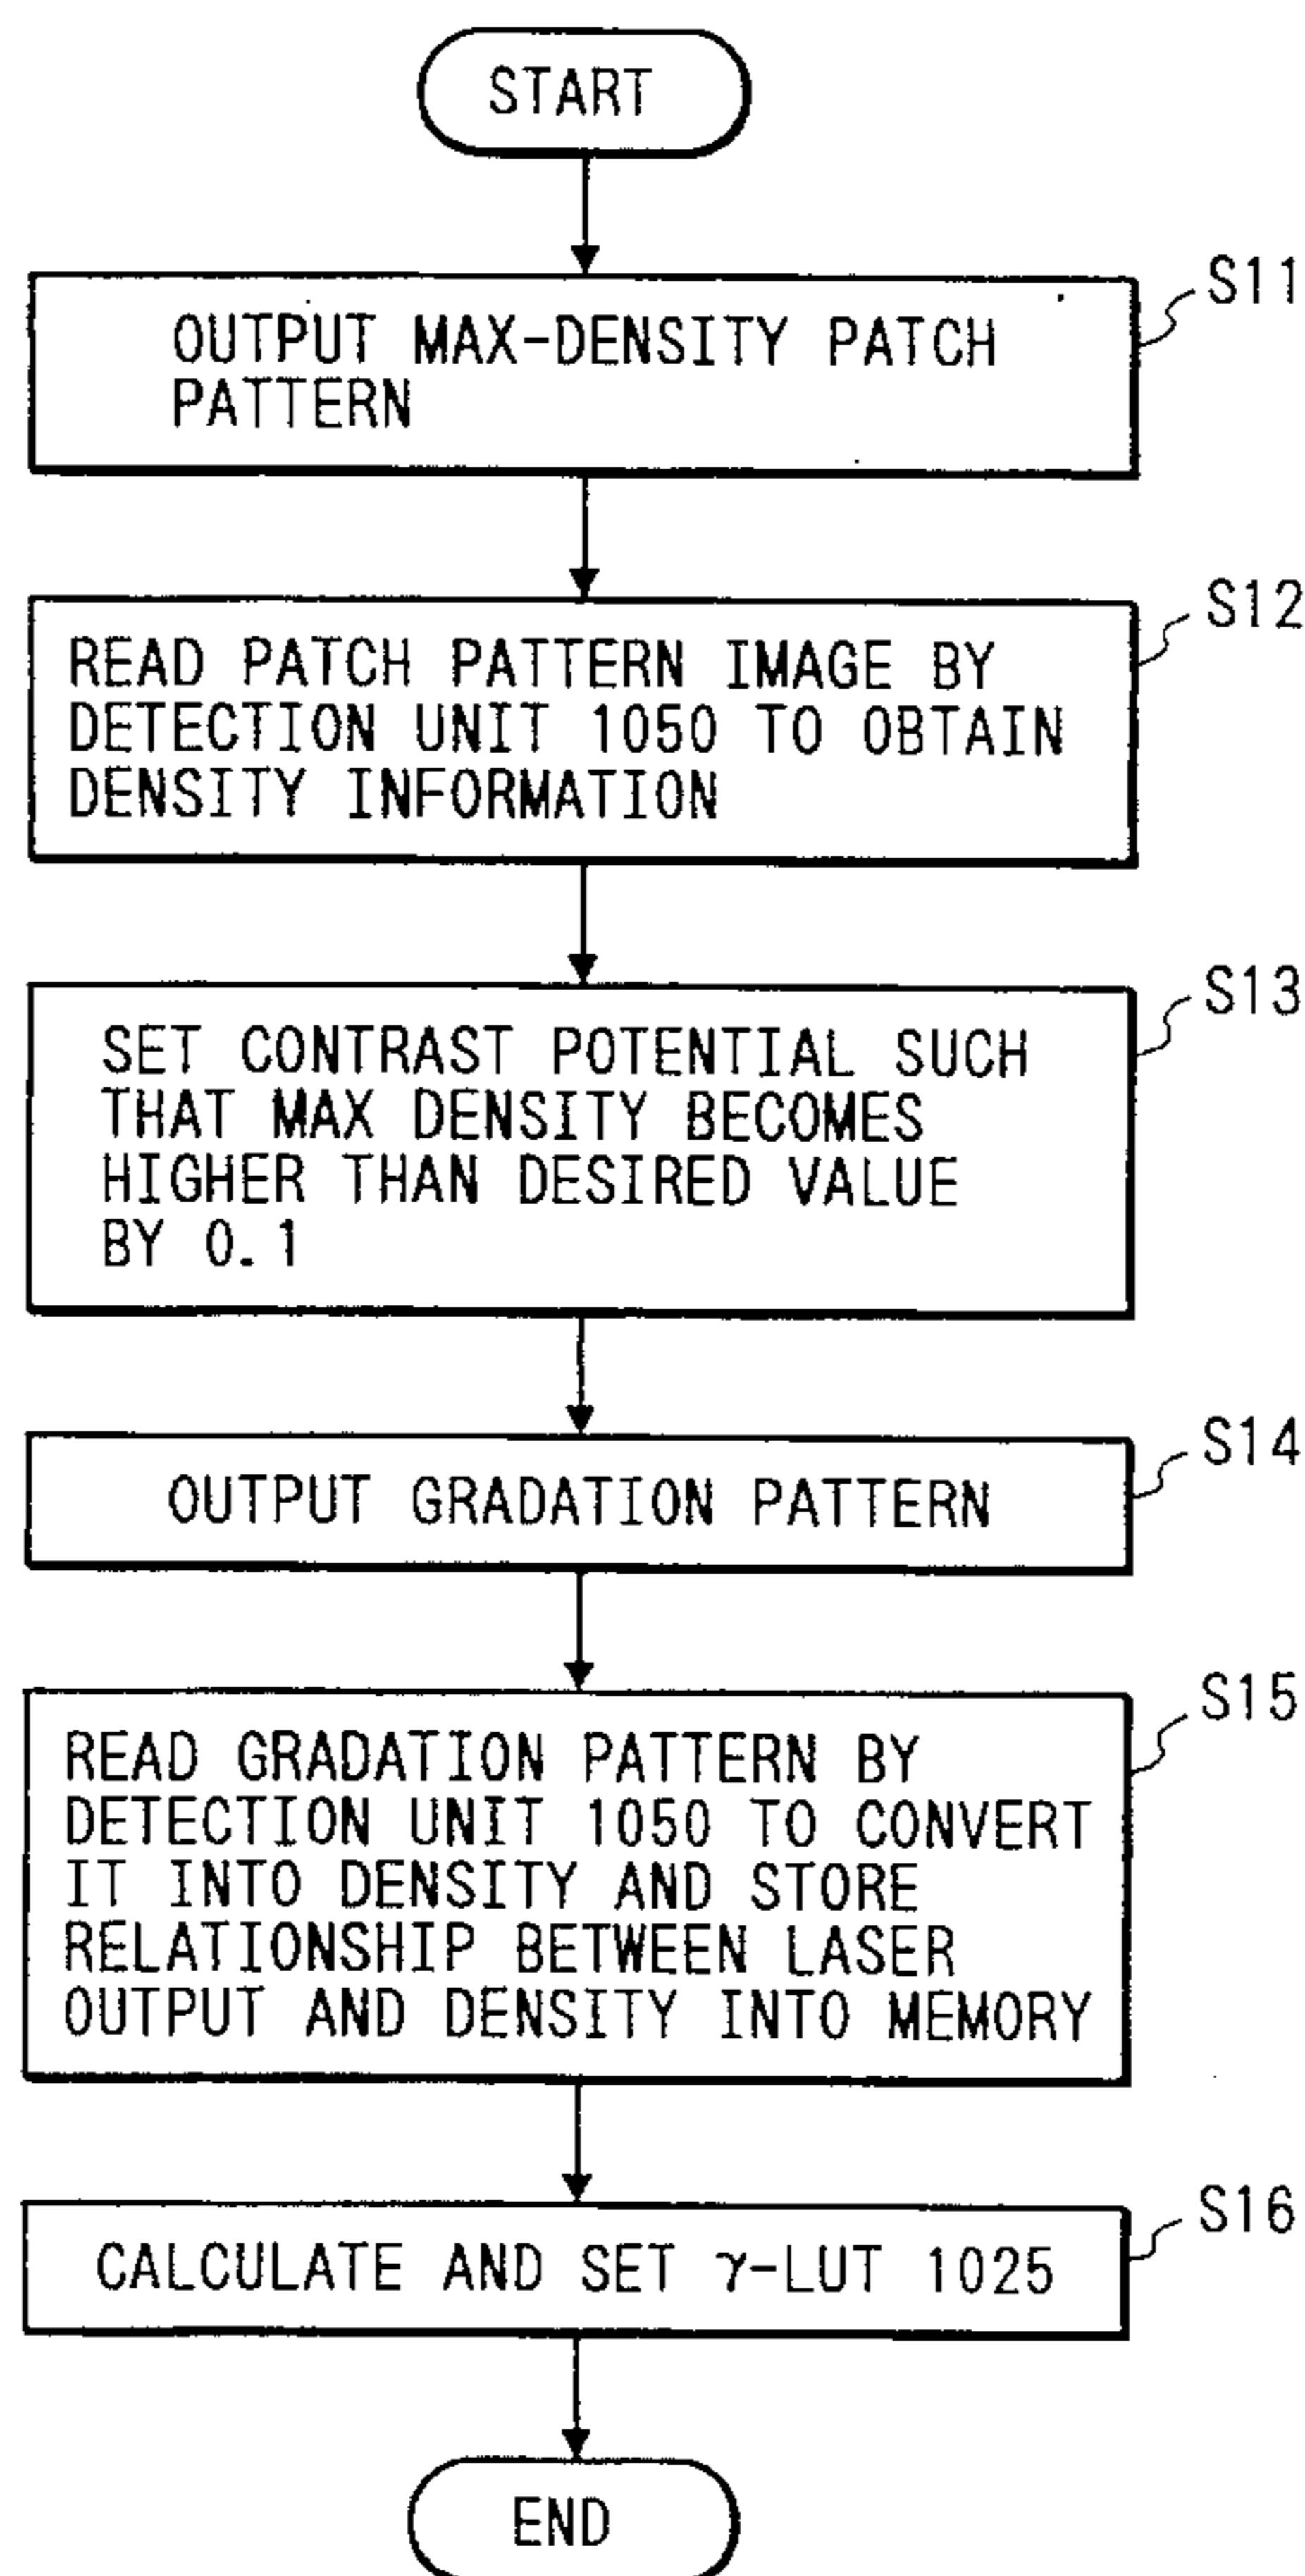 START
S11
OUTPUT MAX-DENSITY PATCH
PATTERN
S12
READ PATCH PATTERN IMAGE BY
DETECTION UNIT 1050 TO OBTAIN
DENSITY INFORMATION
S13
SET CONTRAST POTENTIAL SUCH
THAT MAX DENSITY BECOMES
HIGHER THAN DESIRED VALUE
BY 0.1
S14
OUTPUT GRADATION PATTERN
S15
READ GRADATION PATTERN BY
DETECTION UNIT 1050 TO CONVERT
IT INTO DENSITY AND STORE
RELATIONSHIP BETWEEN LASER
OUTPUT AND DENSITY INTO MEMORY
S16
CALCULATE AND SET γ-LUT 1025
END